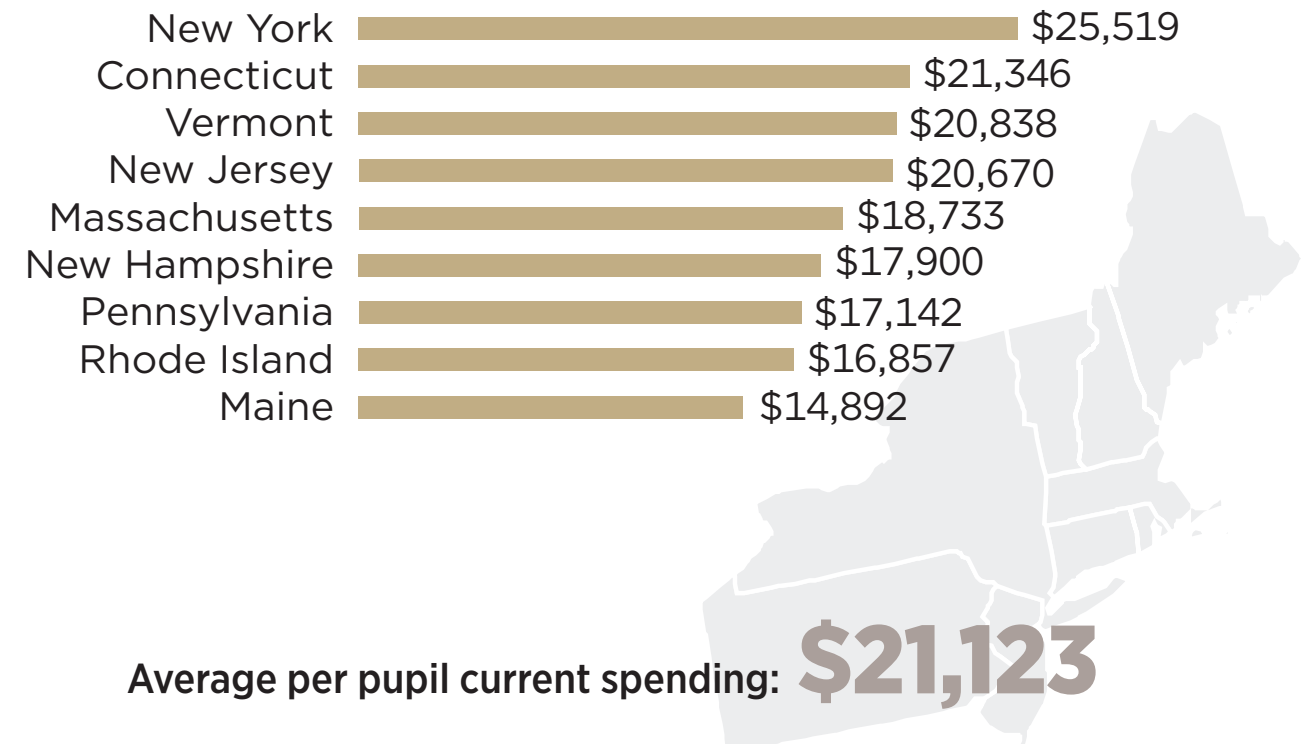 New York $25,519
Connecticut $21,346
Vermont $20,838
New Jersey $20,670
Massachusetts $18,733
New Hampshire $17,900
Pennsylvania $17,142
Rhode Island $16,857
Maine $14,892
Average per pupil current spending: $21,123